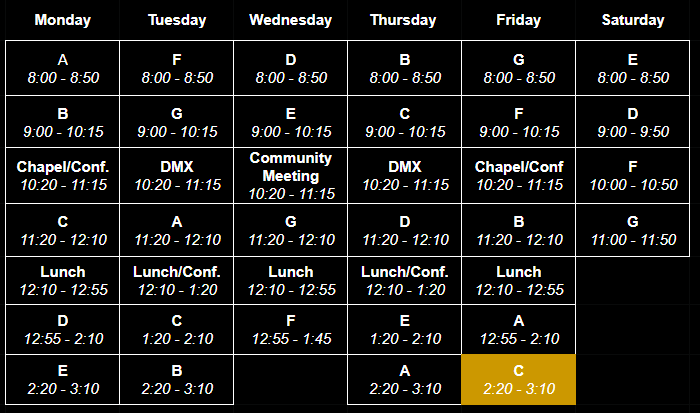 Monday Tuesday Wednesday Thursday Friday Saturday
A F D B G E
8:00 - 8:50 8:00 - 8:50 8:00 - 8:50 8:00 - 8:50 8:00 - 8:50 8:00 - 8:50
B G E C F D
9:00 - 10:15 9:00 - 10:15 9:00 - 10:15 9:00 - 10:15 9:00 - 10:15 9:00 - 9:50
Chapel/Conf. DMX Community Meeting DMX Chapel/Conf F
10:20 - 11:15 10:20 - 11:15 10:20 - 11:15 10:20 - 11:15 10:20 - 11:15 10:00 - 10:50
C A G D B G
11:20 - 12:10 11:20 - 12:10 11:20 - 12:10 11:20 - 12:10 11:20 - 12:10 11:00 - 11:50
Lunch Lunch/Conf. Lunch Lunch/Conf. Lunch
12:10 - 12:55 12:10 - 1:20 12:10 - 12:55 12:10 - 1:20 12:10 - 12:55
D C F E A
12:55 - 2:10 1:20 - 2:10 12:55 - 1:45 1:20 - 2:10 12:55 - 2:10
E B A C
2:20 - 3:10 2:20 - 3:10 2:20 - 3:10 2:20 - 3:10